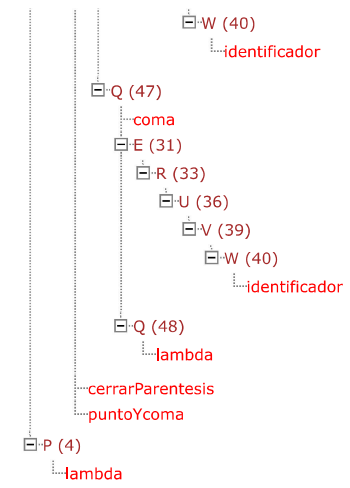 W (40)
identificador
Q (47)
coma
E (31)
R (33)
U (36)
V (39)
W (40)
identificador
Q (48)
lambda
cerrarParentesis
puntoYcoma
P (4)
lambda